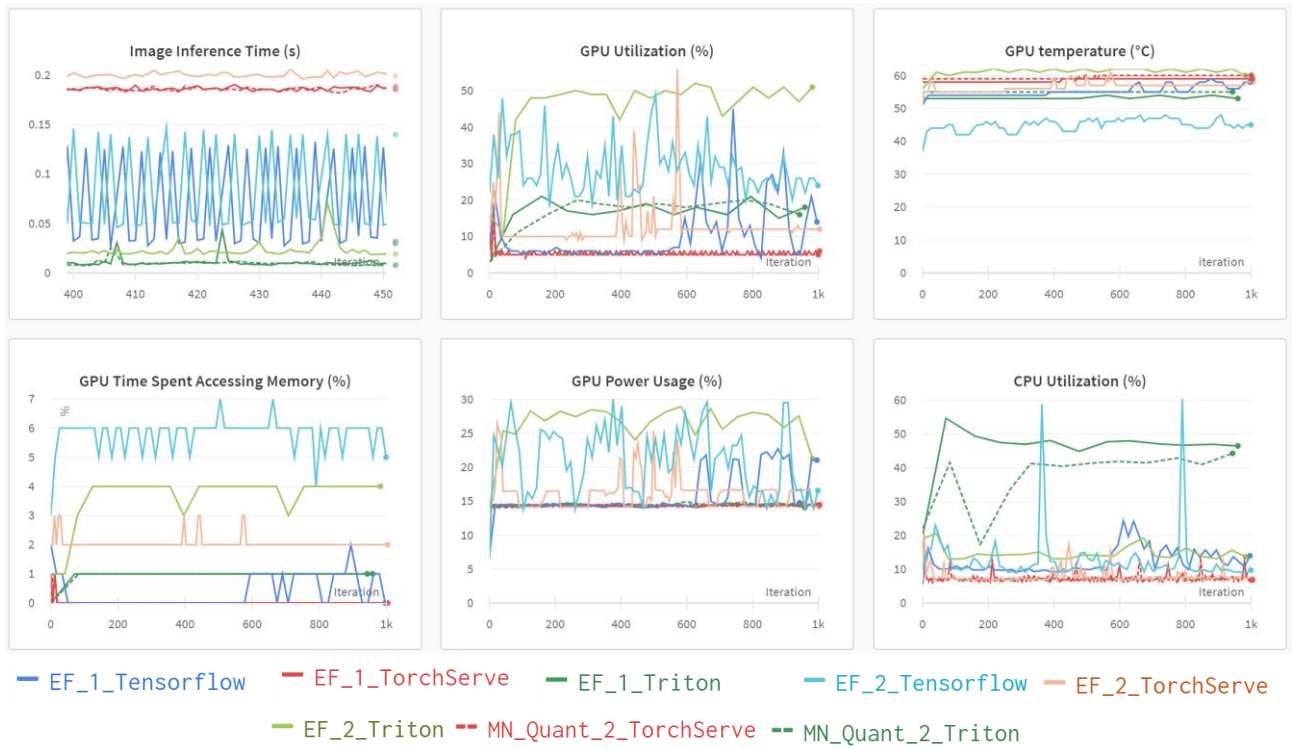 Image Inference Time (s)
0.2
0.15
0.1
0.05
0
Iteration
400 410 420 430 440 450
GPU Utilization (%)
50
40
30
20
10
0
Iteration
0 200 400 600 800 1k
GPU temperature (°C)
60
50
40
30
20
10
0
iteration
0 200 400 600 800 1k
GPU Time Spent Accessing Memory (%)
%
7
6
5
4
3
2
1
0
Iteration
0 200 400 600 800 1k
GPU Power Usage (%)
30
25
20
15
10
5
0
Iteration
0 200 400 600 800 1k
CPU Utilization (%)
60
50
40
30
20
10
0
Iteration
0 200 400 600 800 1k
EF_1_Tensorflow EF_1_TorchServe EF_1_Triton EF_2_Tensorflow EF_2_TorchServe
EF_2_Triton MN_Quant_2_TorchServe MN_Quant_2_Triton